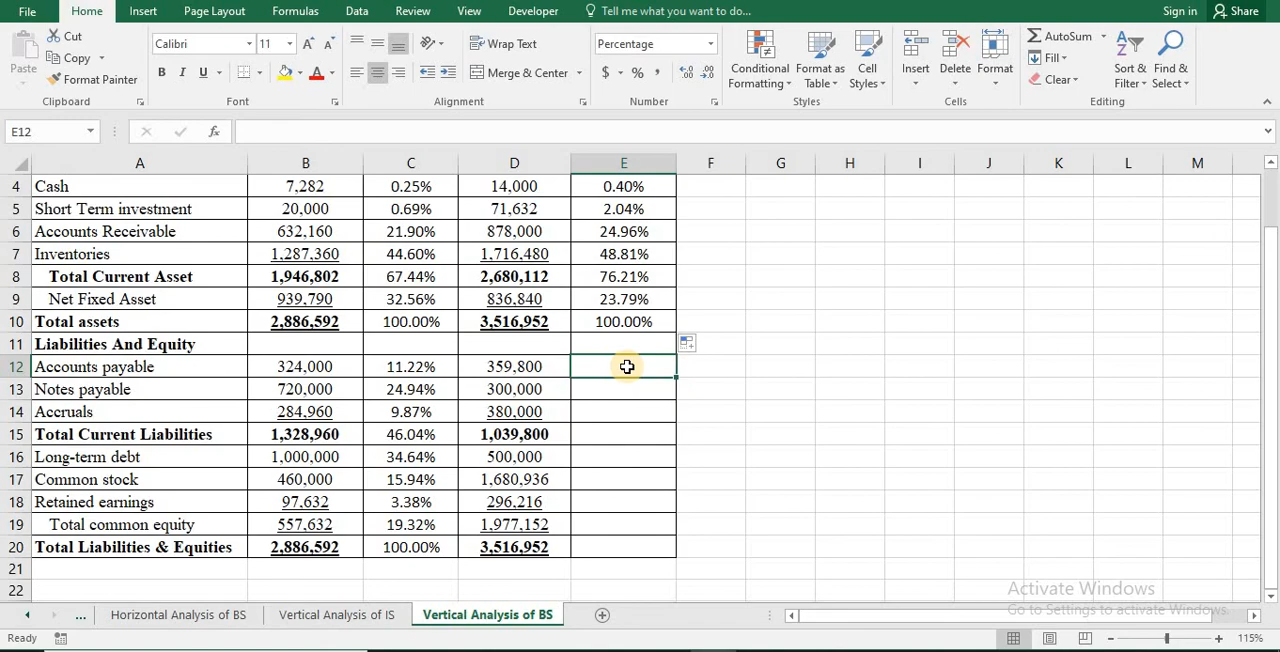 File Home Insert Page Layout Formulas Data Review View Developer Tell me what you want to do... Sign in Share
Paste Cut Copy Format Painter Clipboard
Calibri 11 B I U A Font
Wrap Text Merge & Center Alignment
Percentage $ % , Number
Conditional Formatting Format as Table Cell Styles Styles
Insert Delete Format Cells
AutoSum Fill Clear Sort & Filter Find & Select Editing
E12 fx
A B C D E F G H I J K L M
4 Cash 7,282 0.25% 14,000 0.40%
5 Short Term investment 20,000 0.69% 71,632 2.04%
6 Accounts Receivable 632,160 21.90% 878,000 24.96%
7 Inventories 1,287,360 44.60% 1,716,480 48.81%
8 Total Current Asset 1,946,802 67.44% 2,680,112 76.21%
9 Net Fixed Asset 939,790 32.56% 836,840 23.79%
10 Total assets 2,886,592 100.00% 3,516,952 100.00%
11 Liabilities And Equity
12 Accounts payable 324,000 11.22% 359,800
13 Notes payable 720,000 24.94% 300,000
14 Accruals 284,960 9.87% 380,000
15 Total Current Liabilities 1,328,960 46.04% 1,039,800
16 Long-term debt 1,000,000 34.64% 500,000
17 Common stock 460,000 15.94% 1,680,936
18 Retained earnings 97,632 3.38% 296,216
19 Total common equity 557,632 19.32% 1,977,152
20 Total Liabilities & Equities 2,886,592 100.00% 3,516,952
21
22
Activate Windows
Go to Settings to activate Windows.
... Horizontal Analysis of BS Vertical Analysis of IS Vertical Analysis of BS
Ready 115%